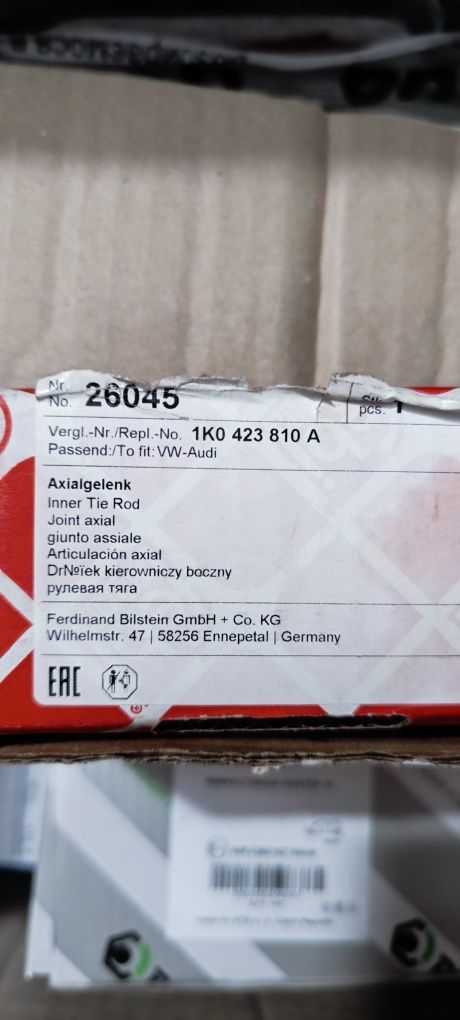 Nr.
No. 26045
pcs. 1
Vergl.-Nr./Repl.-No. 1K0 423 810 A
Passend:/To fit: VW-Audi
Axialgelenk
Inner Tie Rod
Joint axial
giunto assiale
Articulación axial
DrNºïek kierowniczy boczny
рулевая тяга
Ferdinand Bilstein GmbH + Co. KG
Wilhelmstr. 47 | 58256 Ennepetal | Germany
EAC